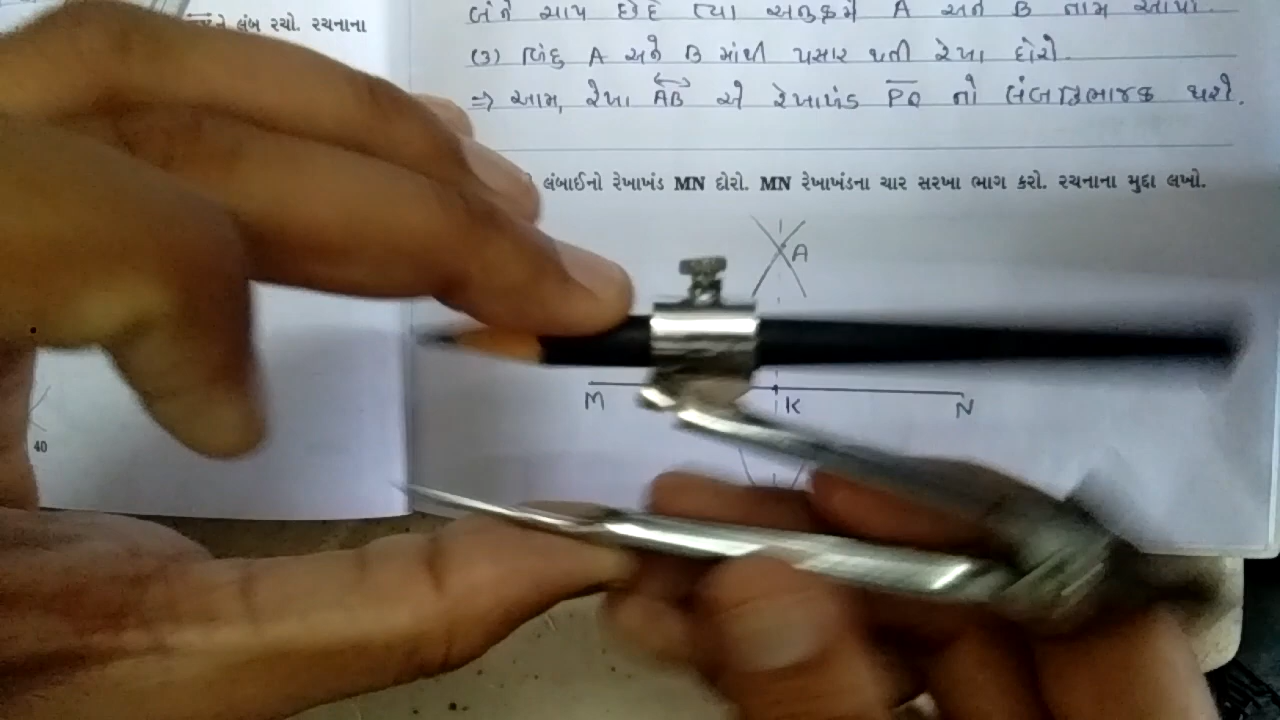 ને લંબ રચો. રચનાના
બંને ચાપ છેદે ત્યાં અનુક્રમે A અને B નામ આપો.
(૩) બિંદુ A અને B માંથી પસાર થતી રેખા દોરો.
⇒ આમ, રેખા AB એ રેખાખંડ PQ નો લંબદ્વિભાજક થશે.
લંબાઈનો રેખાખંડ MN દોરો. MN રેખાખંડના ચાર સરખા ભાગ કરો. રચનાના મુદ્દા લખો.
A
M K N
40